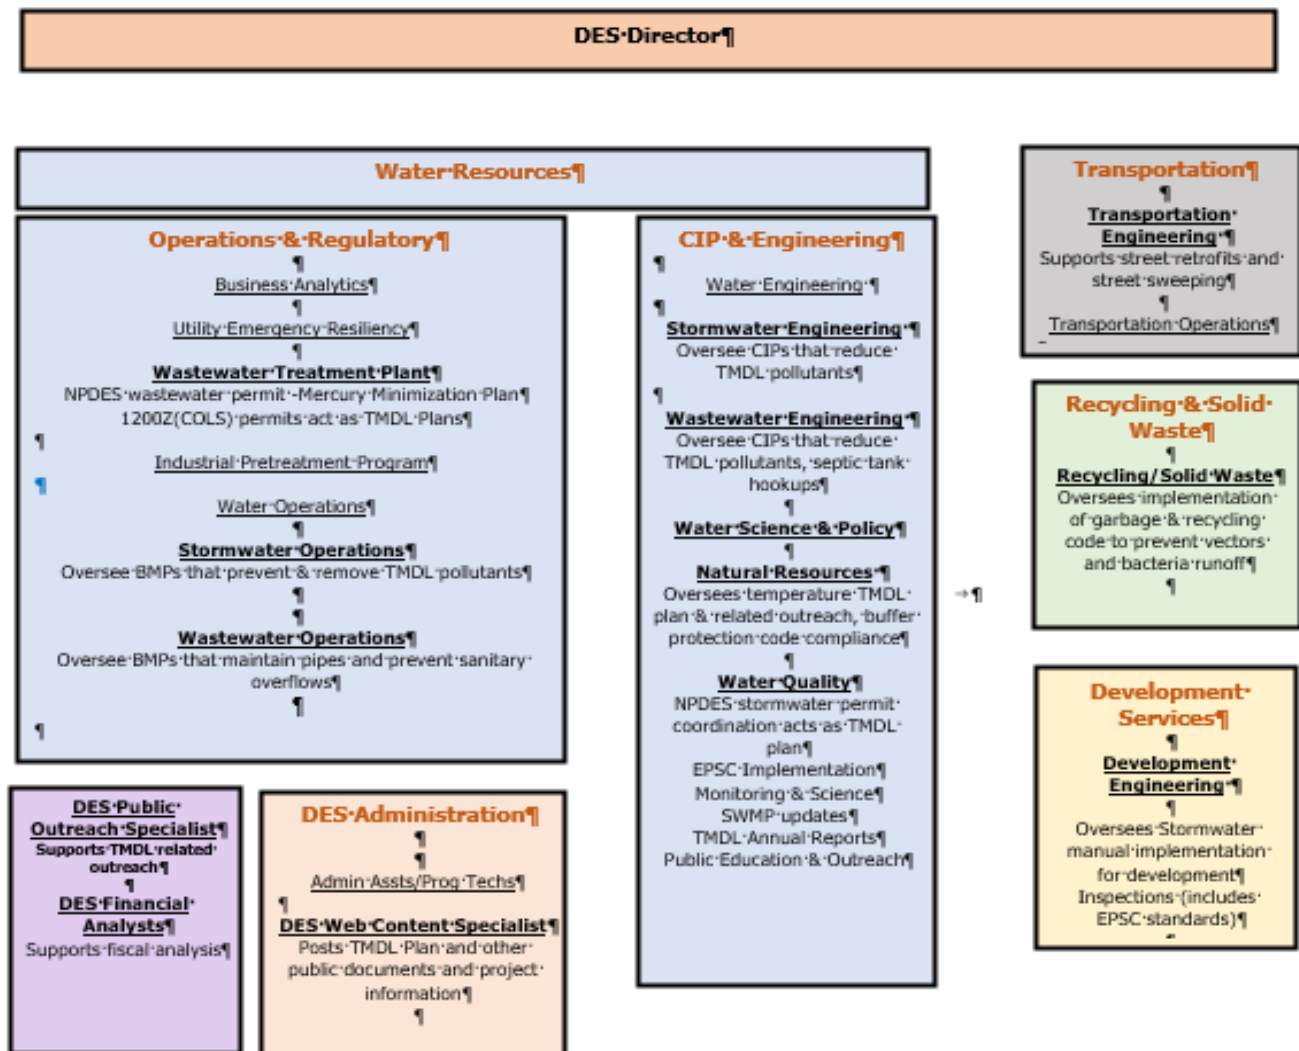 DES·Director¶
Water·Resources¶
Operations·&·Regulatory¶
¶
Business·Analytics¶
¶
Utility·Emergency·Resiliency¶
¶
Wastewater·Treatment·Plant¶
NPDES·wastewater·permit·-Mercury·Minimization·Plan¶
1200Z(COLS)·permits·act·as·TMDL·Plans¶
¶
Industrial·Pretreatment·Program¶
¶
Water·Operations¶
¶
Stormwater·Operations¶
Oversee·BMPs·that·prevent·&·remove·TMDL·pollutants¶
¶
¶
Wastewater·Operations¶
Oversee·BMPs·that·maintain·pipes·and·prevent·sanitary·
overflows¶
¶
¶
CIP·&·Engineering¶
¶
Water·Engineering·¶
¶
Stormwater·Engineering·¶
Oversee·CIPs·that·reduce·
TMDL·pollutants¶
¶
Wastewater·Engineering¶
Oversee·CIPs·that·reduce·
TMDL·pollutants,·septic·tank·
hookups¶
¶
Water·Science·&·Policy¶
¶
Natural·Resources·¶
Oversees·temperature·TMDL·
plan·&·related·outreach,·buffer·
protection·code·compliance¶
¶
Water·Quality¶
NPDES·stormwater·permit·
coordination·acts·as·TMDL·
plan¶
EPSC·Implementation¶
Monitoring·&·Science¶
SWMP·updates¶
TMDL·Annual·Reports¶
Public·Education·&·Outreach¶
→¶
Transportation¶
¶
Transportation·
Engineering·¶
Supports·street·retrofits·and·
street·sweeping¶
¶
Transportation·Operations¶
Recycling·&·Solid·
Waste¶
¶
Recycling/Solid·Waste¶
Oversees·implementation·
of·garbage·&·recycling·
code·to·prevent·vectors·
and·bacteria·runoff¶
¶
Development·
Services¶
¶
Development·
Engineering¶
¶
Oversees·Stormwater·
manual·implementation·
for·development¶
Inspections·(includes·
EPSC·standards)¶
DES·Public·
Outreach·Specialist¶
Supports·TMDL·related·
outreach¶
¶
DES·Financial·
Analysts¶
Supports·fiscal·analysis¶
DES·Administration¶
¶
¶
Admin·Assts/Prog·Techs¶
¶
DES·Web·Content·Specialist¶
Posts·TMDL·Plan·and·other·
public·documents·and·project·
information¶
¶